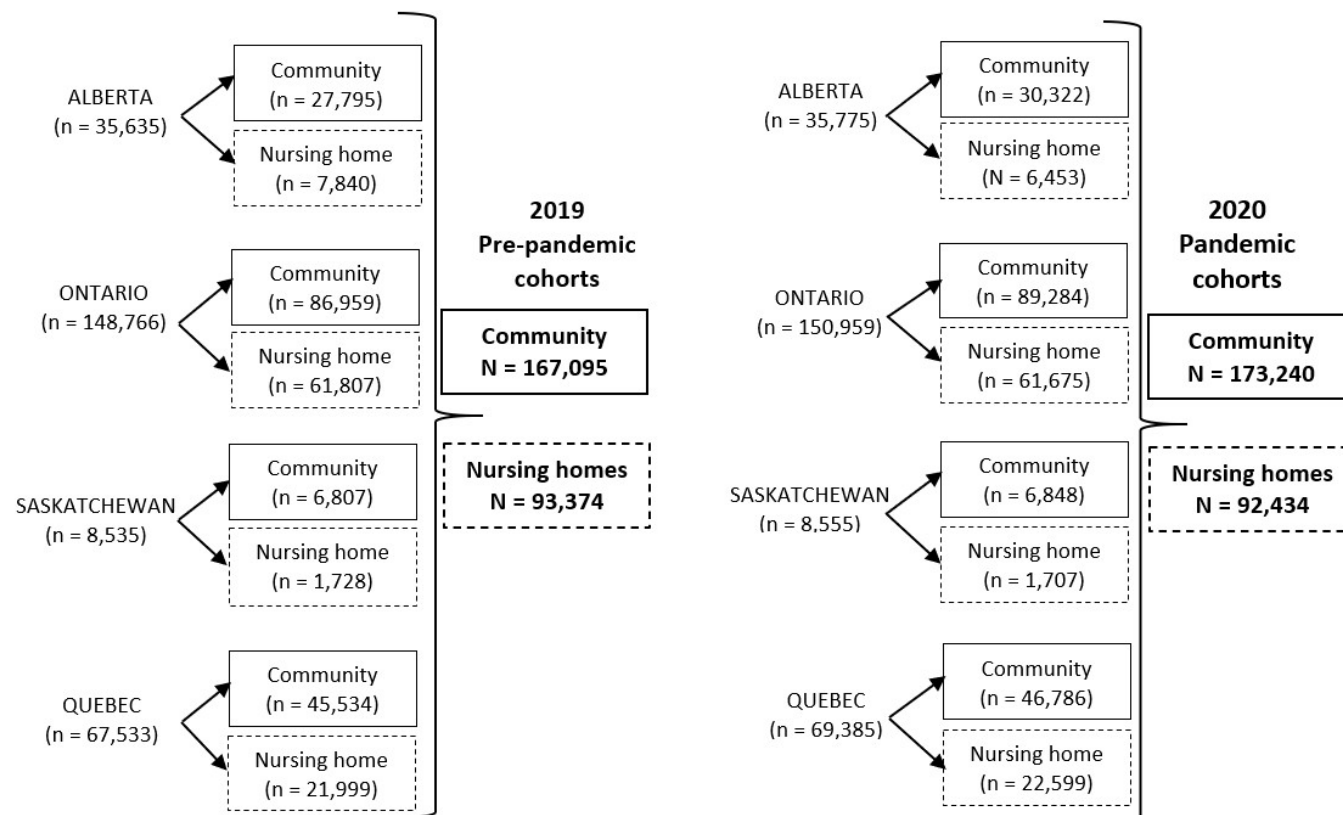 ALBERTA
(n = 35,635)
Community
(n = 27,795)
Nursing home
(n = 7,840)
ONTARIO
(n = 148,766)
Community
(n = 86,959)
Nursing home
(n = 61,807)
SASKATCHEWAN
(n = 8,535)
Community
(n = 6,807)
Nursing home
(n = 1,728)
QUEBEC
(n = 67,533)
Community
(n = 45,534)
Nursing home
(n = 21,999)
2019
Pre-pandemic
cohorts
Community
N = 167,095
Nursing homes
N = 93,374
ALBERTA
(n = 35,775)
Community
(n = 30,322)
Nursing home
(N = 6,453)
ONTARIO
(n = 150,959)
Community
(n = 89,284)
Nursing home
(n = 61,675)
SASKATCHEWAN
(n = 8,555)
Community
(n = 6,848)
Nursing home
(n = 1,707)
QUEBEC
(n = 69,385)
Community
(n = 46,786)
Nursing home
(n = 22,599)
2020
Pandemic
cohorts
Community
N = 173,240
Nursing homes
N = 92,434